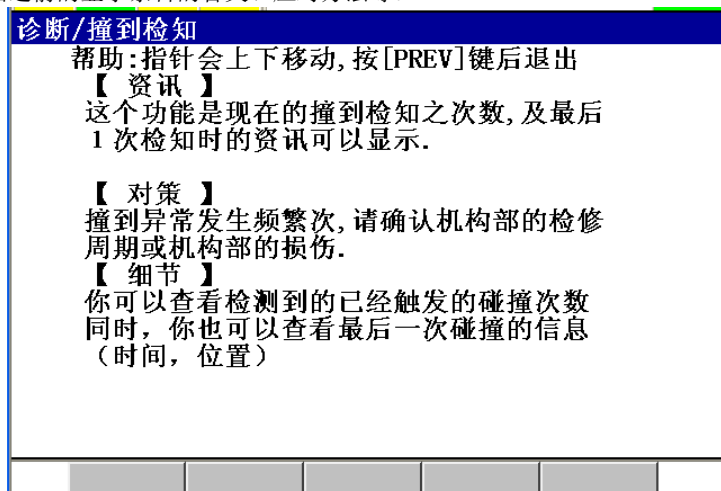 诊断/撞到检知
帮助:指针会上下移动,按[PREV]键后退出
【 资讯 】
这个功能是现在的撞到检知之次数,及最后
1 次检知时的资讯可以显示.
【 对策 】
撞到异常发生频繁次,请确认机构部的检修
周期或机构部的损伤.
【 细节 】
你可以查看检测到的已经触发的碰撞次数
同时，你也可以查看最后一次碰撞的信息
（时间，位置）